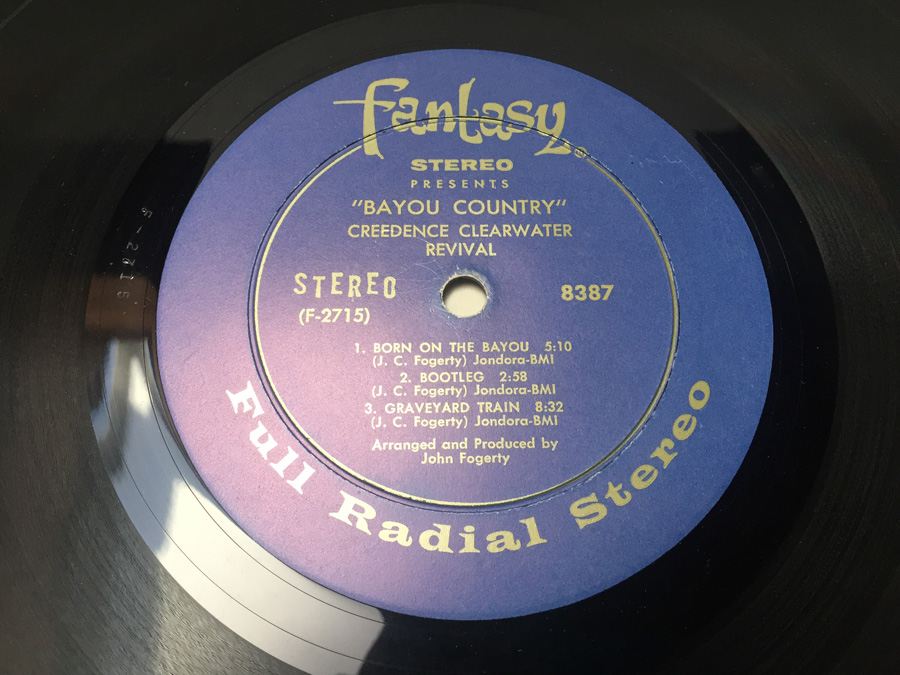 Fantasy®
STEREO
PRESENTS
"BAYOU COUNTRY"
CREEDENCE CLEARWATER
REVIVAL
STEREO
(F-2715)
8387
1. BORN ON THE BAYOU 5:10
(J. C. Fogerty) Jondora-BMI
2. BOOTLEG 2:58
(J. C. Fogerty) Jondora-BMI
3. GRAVEYARD TRAIN 8:32
(J. C. Fogerty) Jondora-BMI
Arranged and Produced by
John Fogerty
Full Radial Stereo
F-2715